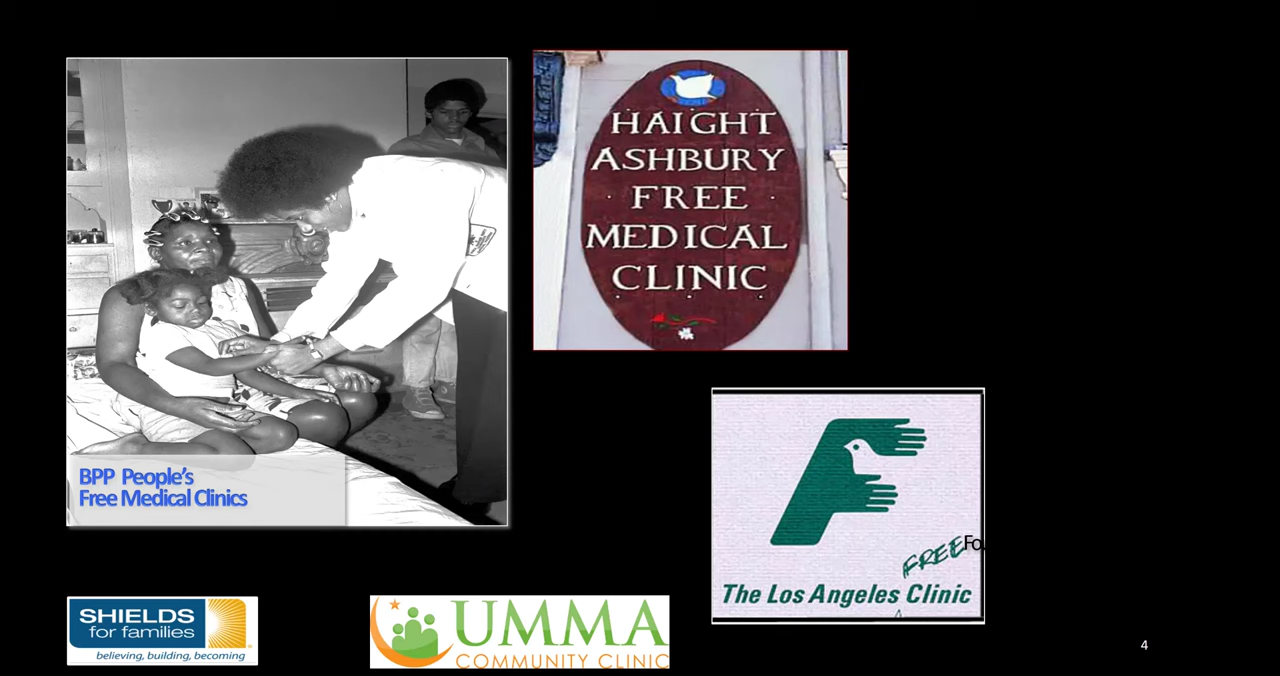 BPP People's
Free Medical Clinics
HAIGHT
ASHBURY
FREE
MEDICAL
CLINIC
FREE
Fo
The Los Angeles Clinic
SHIELDS
for families
believing, building, becoming
UMMA
COMMUNITY CLINIC
4